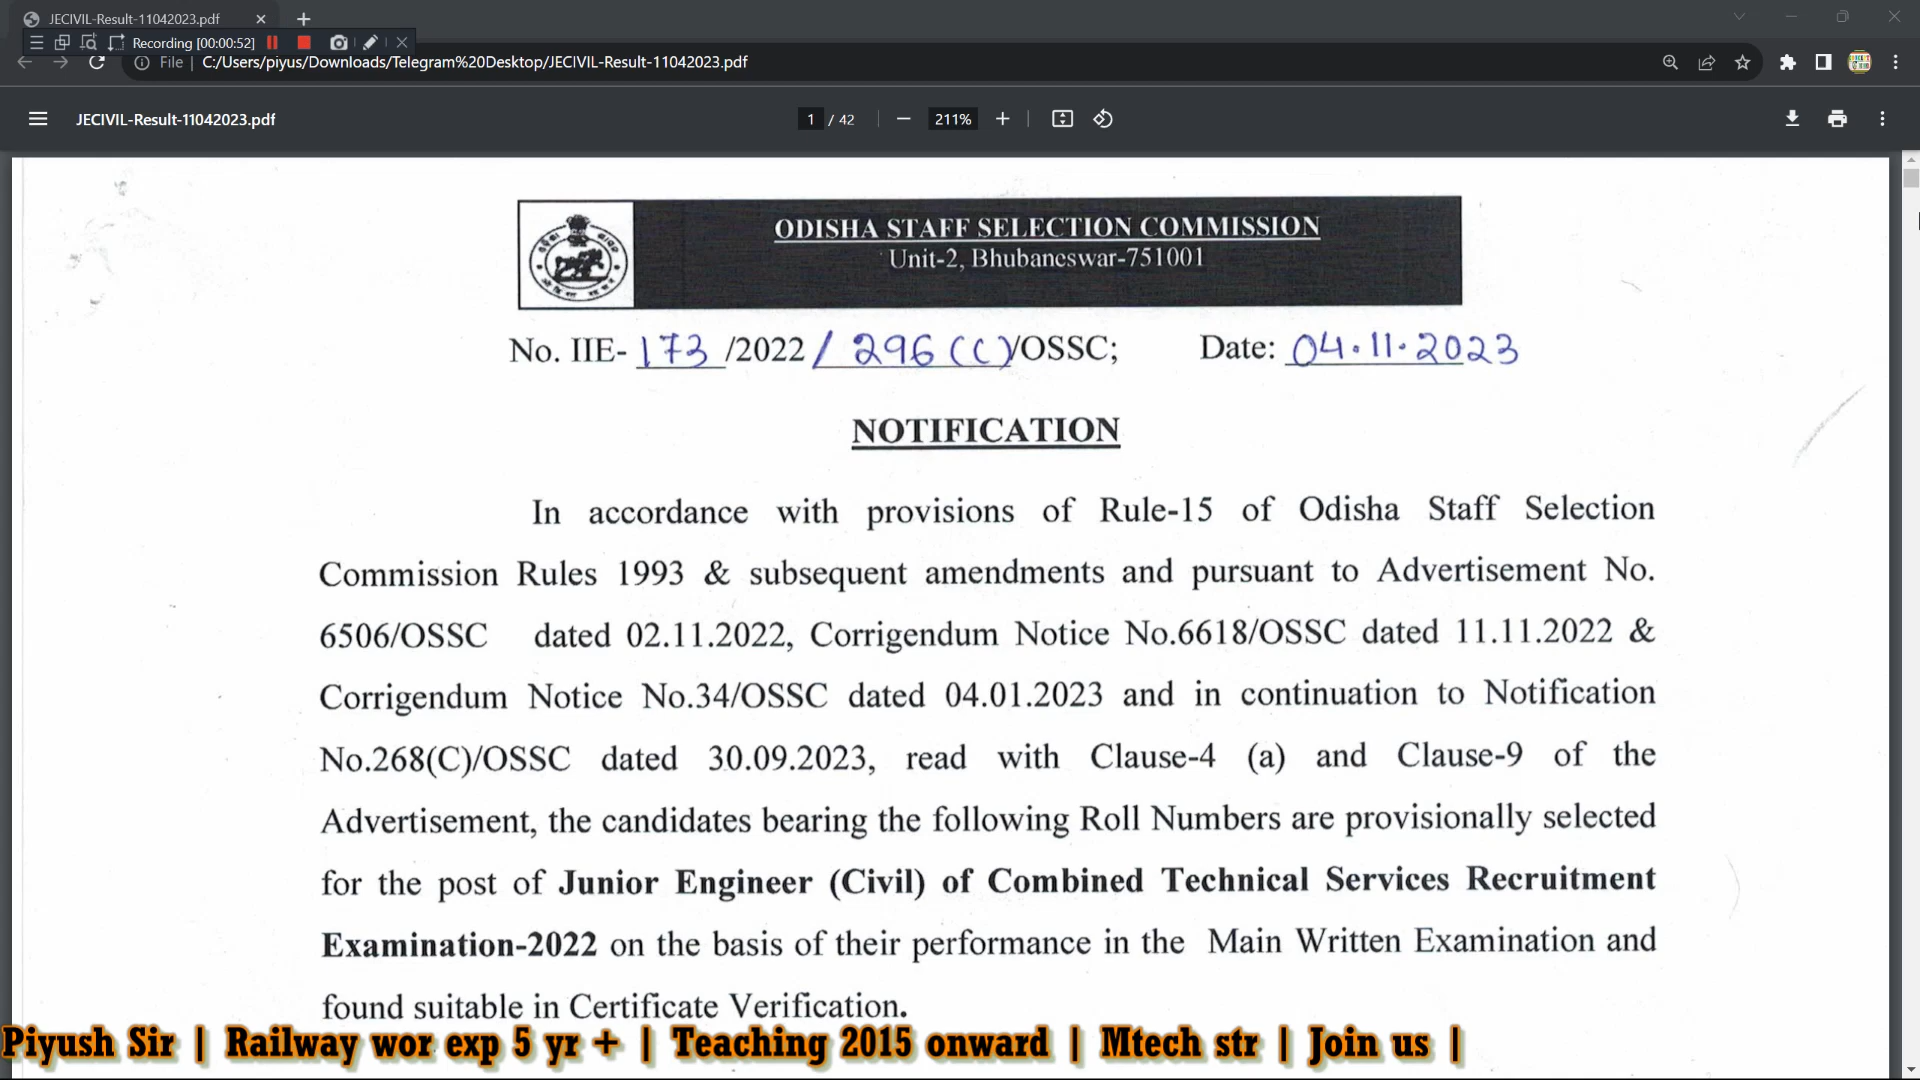 JECIVIL-Result-11042023.pdf
Recording [00:00:52]
File | C:/Users/piyus/Downloads/Telegram%20Desktop/JECIVIL-Result-11042023.pdf
JECIVIL-Result-11042023.pdf
1 / 42
211%
ODISHA STAFF SELECTION COMMISSION
Unit-2, Bhubaneswar-751001
No. IIE- 173 /2022 / 296 (C)/OSSC; Date: 04.11.2023
NOTIFICATION
In accordance with provisions of Rule-15 of Odisha Staff Selection
Commission Rules 1993 & subsequent amendments and pursuant to Advertisement No.
6506/OSSC dated 02.11.2022, Corrigendum Notice No.6618/OSSC dated 11.11.2022 &
Corrigendum Notice No.34/OSSC dated 04.01.2023 and in continuation to Notification
No.268(C)/OSSC dated 30.09.2023, read with Clause-4 (a) and Clause-9 of the
Advertisement, the candidates bearing the following Roll Numbers are provisionally selected
for the post of Junior Engineer (Civil) of Combined Technical Services Recruitment
Examination-2022 on the basis of their performance in the Main Written Examination and
found suitable in Certificate Verification.
Piyush Sir | Railway wor exp 5 yr + | Teaching 2015 onward | Mtech str | Join us |